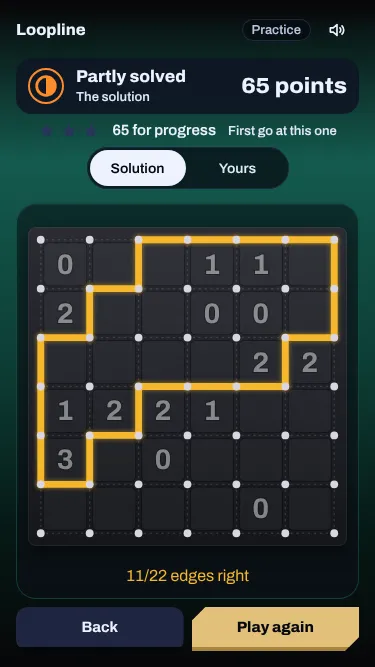 Loopline
Practice
Partly solved
The solution
65 points
65 for progress
First go at this one
Solution
Yours
0 1 1
2 0 0
2 2
1 2 2 1
3 0
0
11/22 edges right
Back
Play again